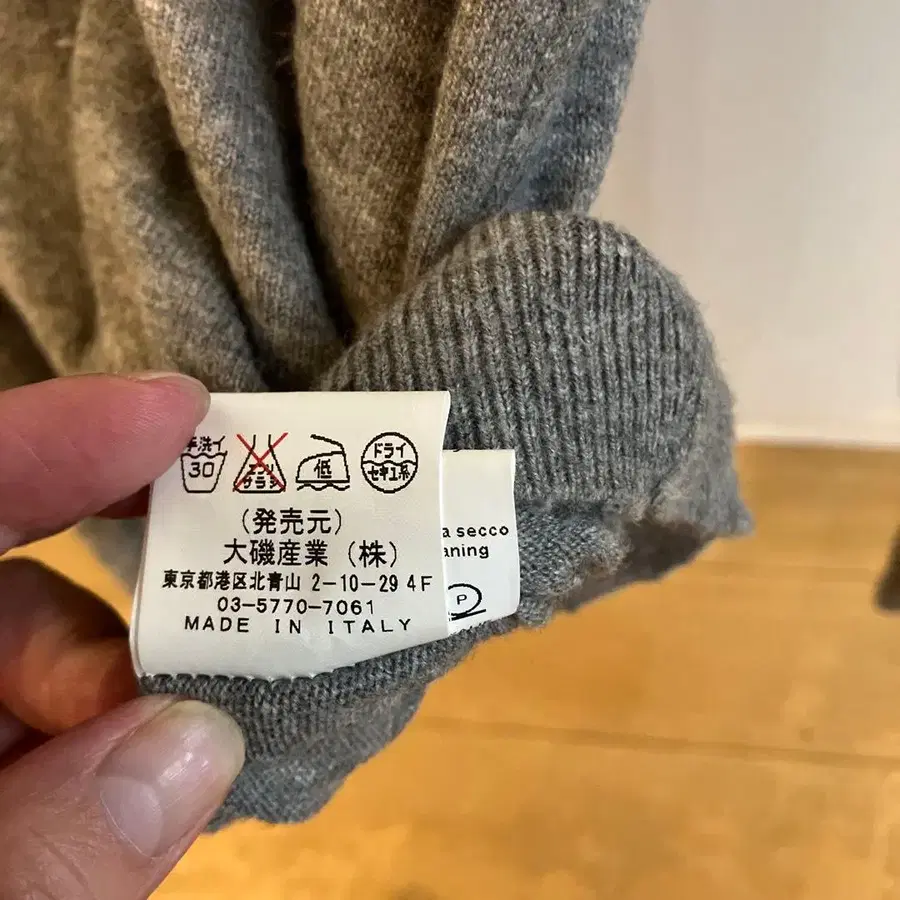 手洗イ
30
エンソ
サラシ
低
ドライ
セキユ系
(発売元)
大磯産業(株)
東京都港区北青山 2-10-29 4F
03-5770-7061
MADE IN ITALY
a secco
aning
P